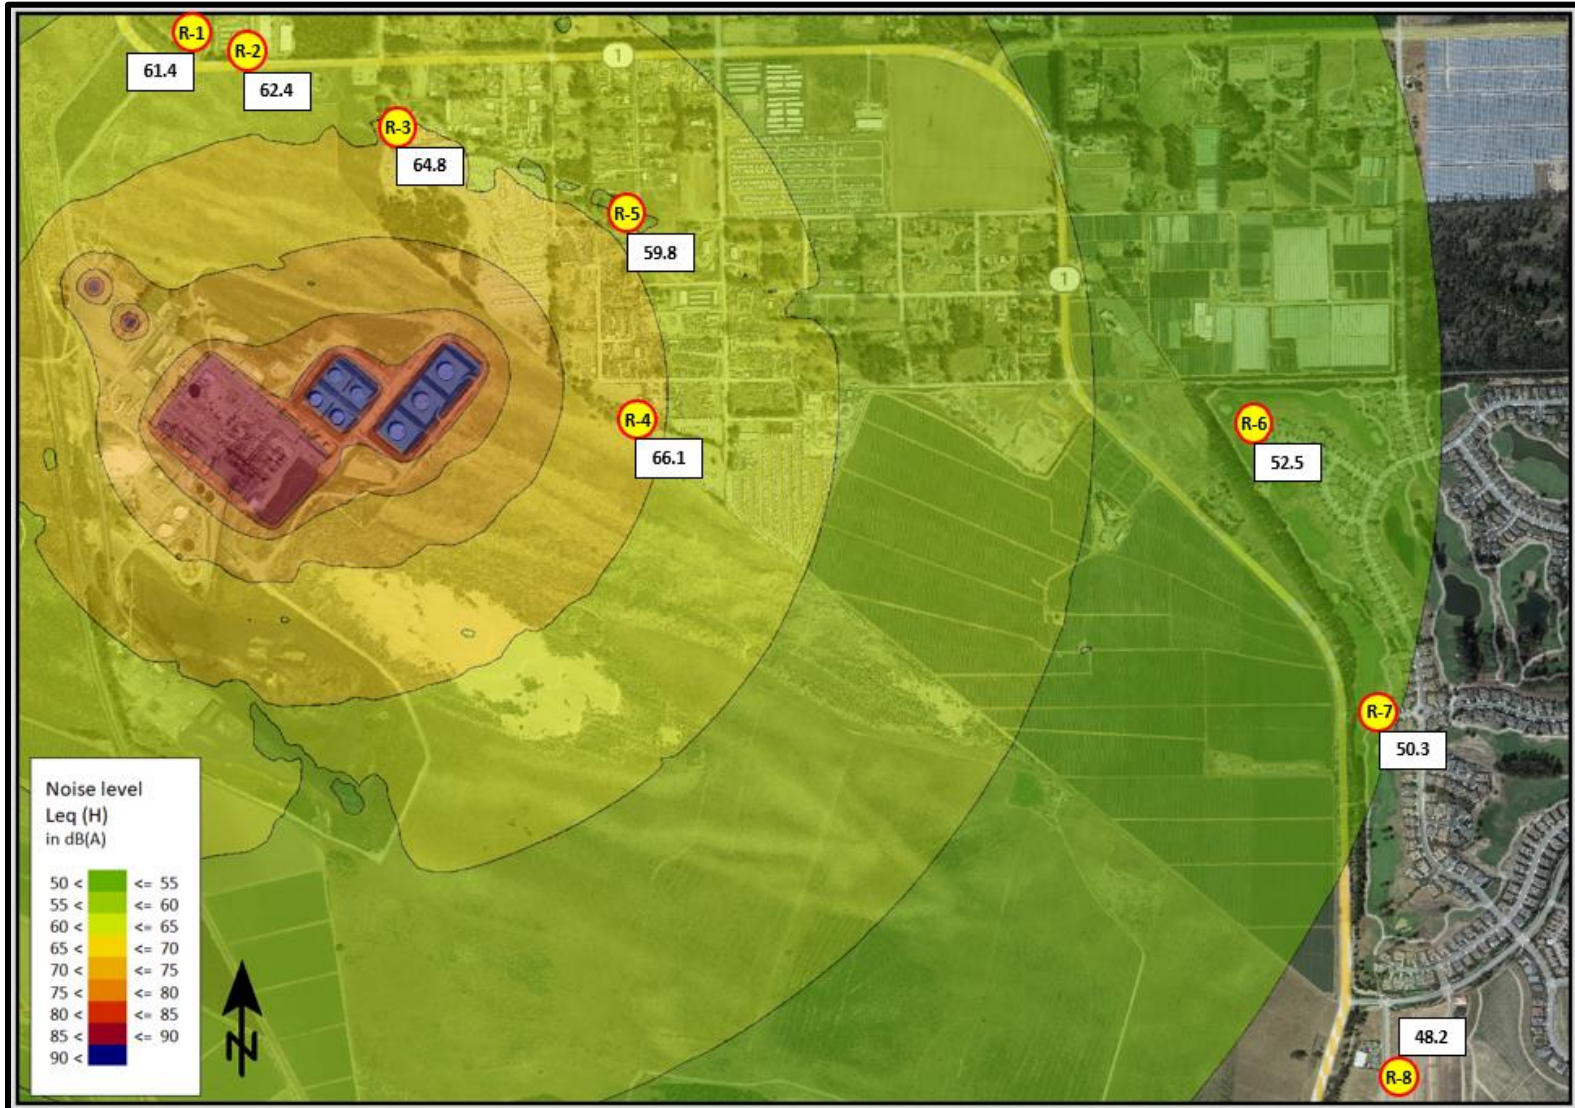 R-1
61.4
R-2
62.4
1
R-3
64.8
R-5
59.8
1
R-4
66.1
R-6
52.5
R-7
50.3
48.2
R-8
Noise level
Leq (H)
in dB(A)
50 < <= 55
55 < <= 60
60 < <= 65
65 < <= 70
70 < <= 75
75 < <= 80
80 < <= 85
85 < <= 90
90 <
N